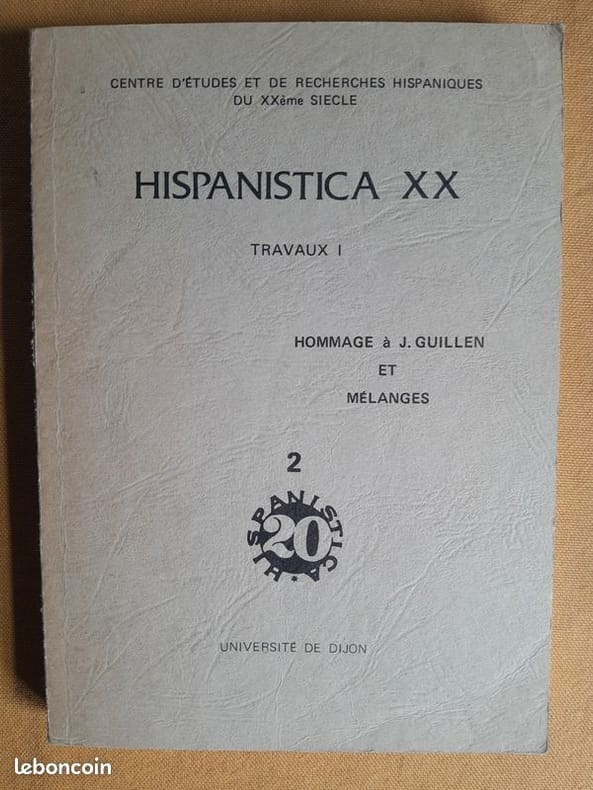 CENTRE D'ÉTUDES ET DE RECHERCHES HISPANIQUES
DU XXème SIECLE
HISPANISTICA XX
TRAVAUX I
HOMMAGE à J. GUILLEN
ET
MÉLANGES
2
HISPANISTICA
20
UNIVERSITÉ DE DIJON
leboncoin